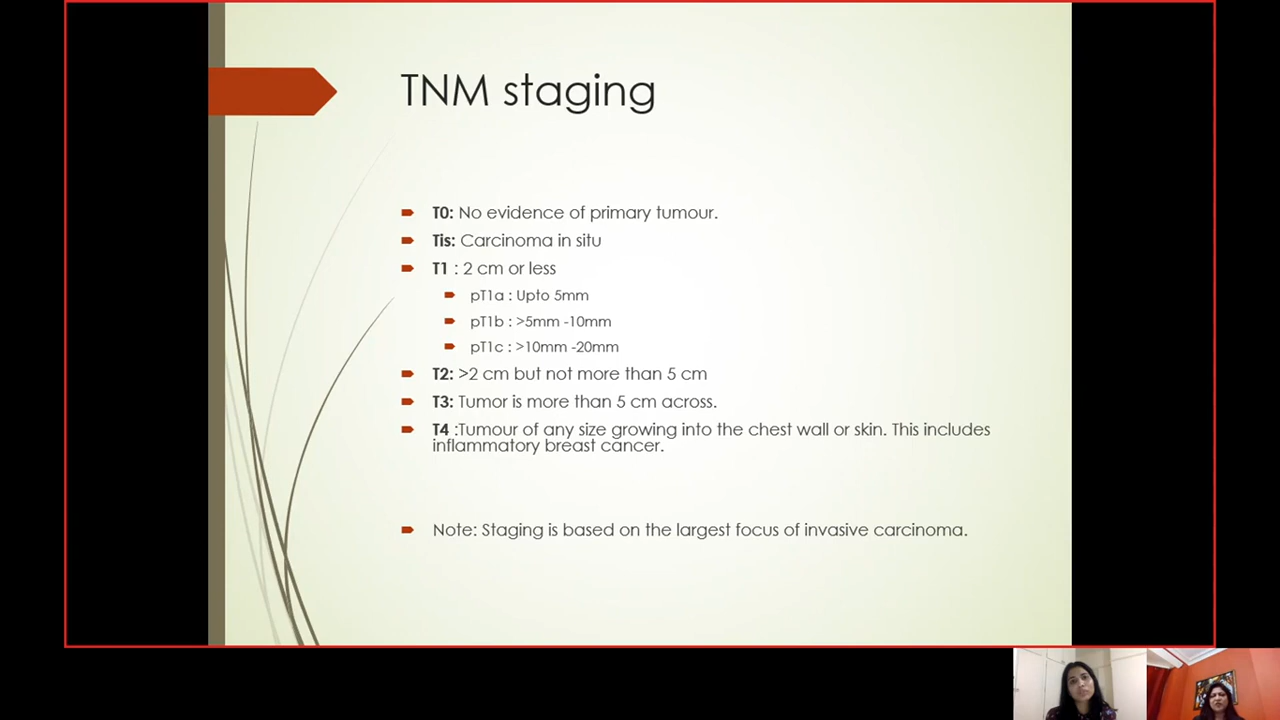 TNM staging
T0: No evidence of primary tumour.
Tis: Carcinoma in situ
T1 : 2 cm or less
pT1a : Upto 5mm
pT1b : >5mm -10mm
pT1c : >10mm -20mm
T2: >2 cm but not more than 5 cm
T3: Tumor is more than 5 cm across.
T4 :Tumour of any size growing into the chest wall or skin. This includes
inflammatory breast cancer.
Note: Staging is based on the largest focus of invasive carcinoma.